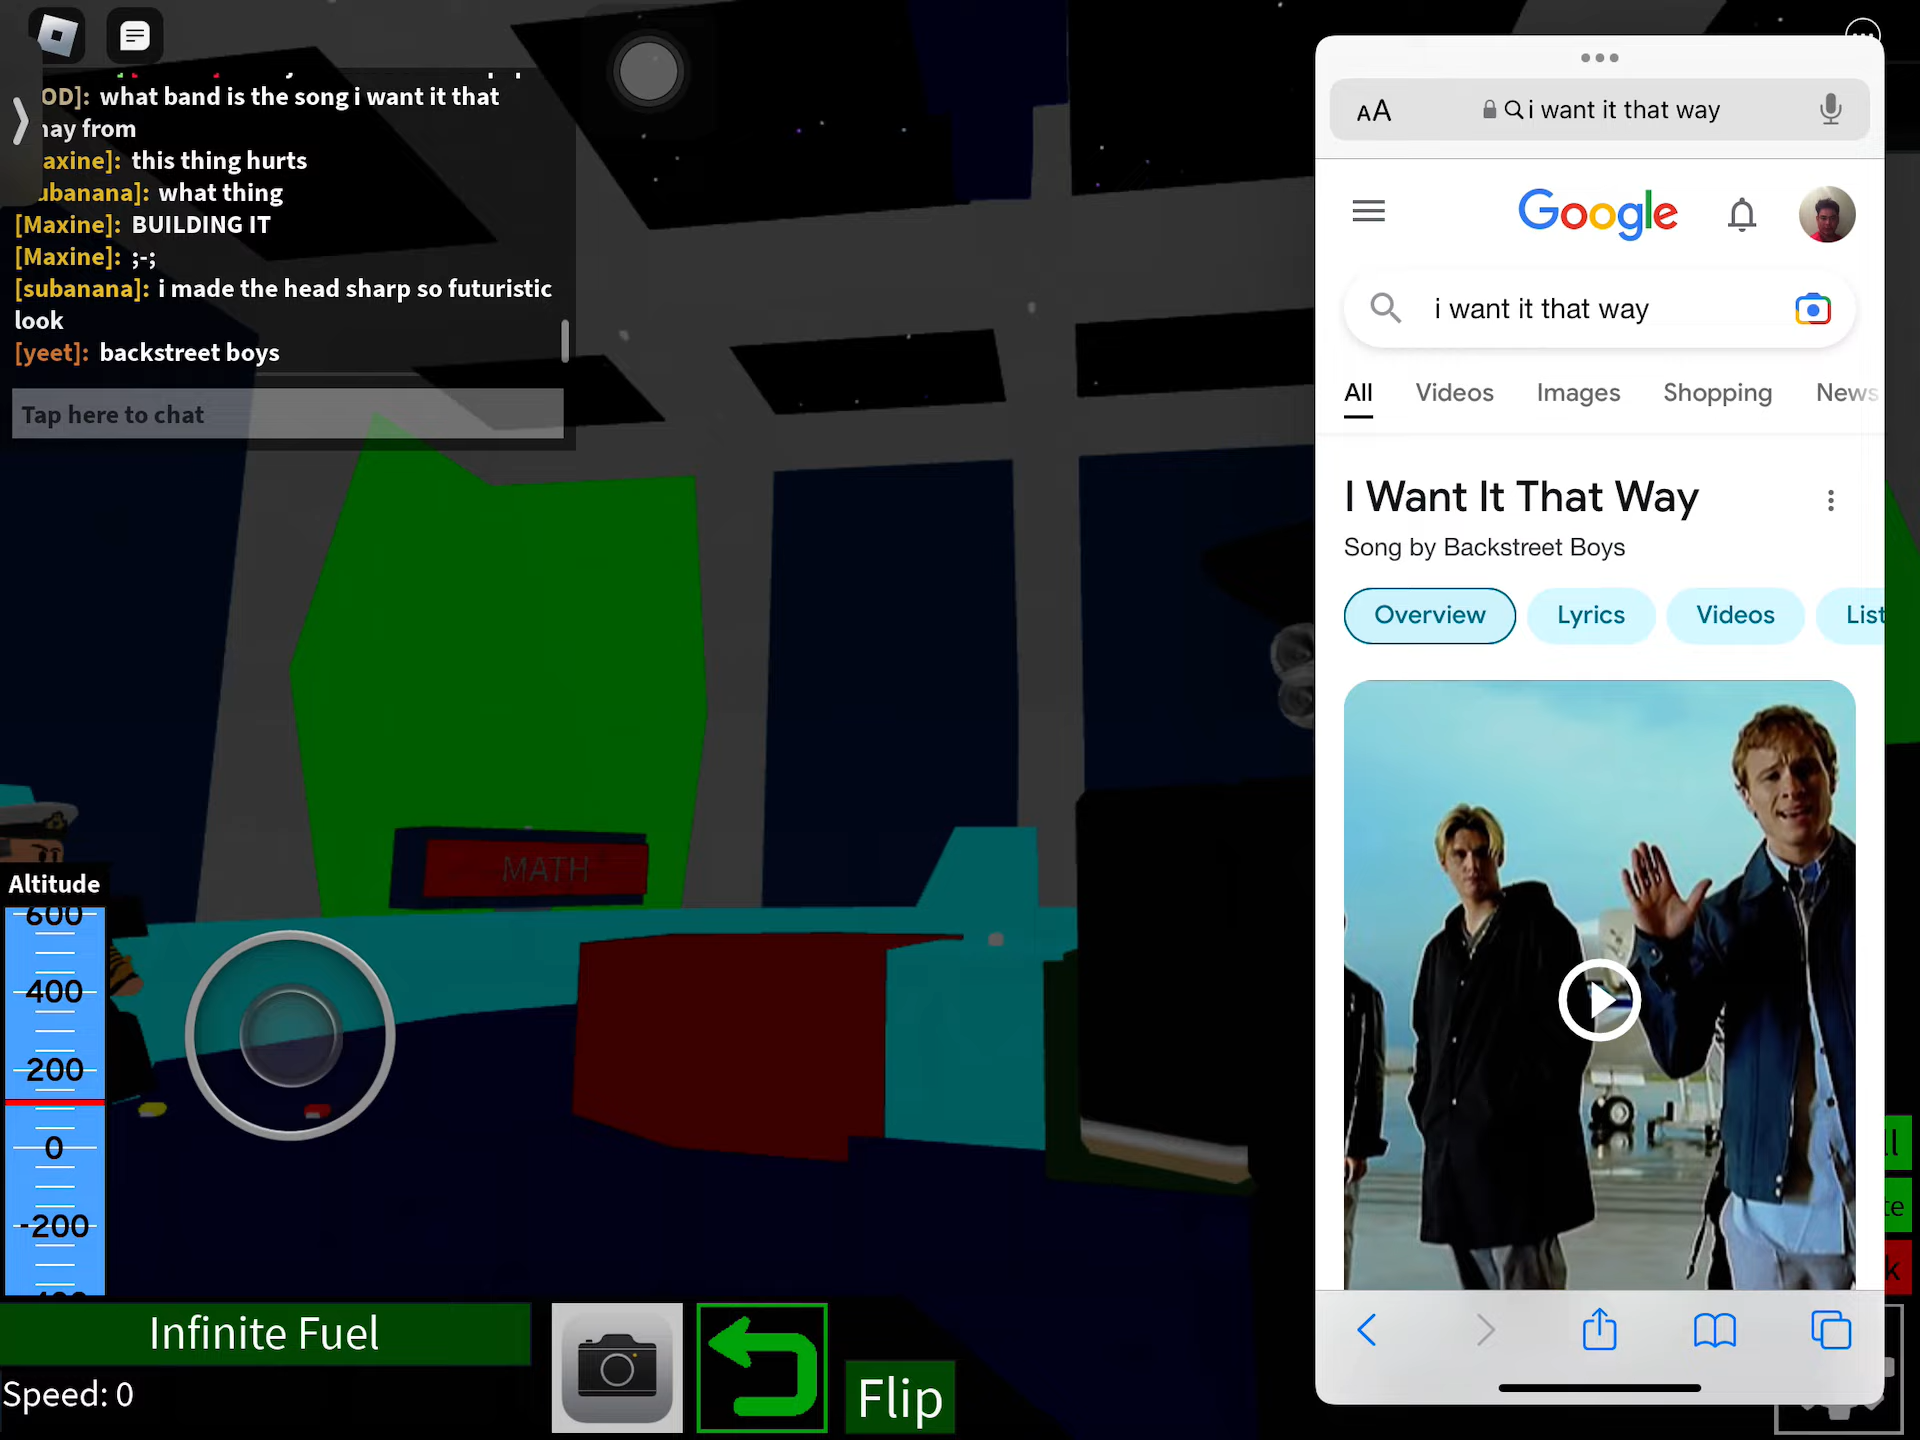 OD]: what band is the song i want it that
nay from
axine]: this thing hurts
ubanana]: what thing
[Maxine]: BUILDING IT
[Maxine]: ;-;
[subanana]: i made the head sharp so futuristic
look
[yeet]: backstreet boys
Tap here to chat
MATH
Altitude
600
400
200
0
-200
Infinite Fuel
Speed: 0
Flip
AA i want it that way
Google
i want it that way
All Videos Images Shopping News
I Want It That Way
Song by Backstreet Boys
Overview Lyrics Videos List
ll
te
k